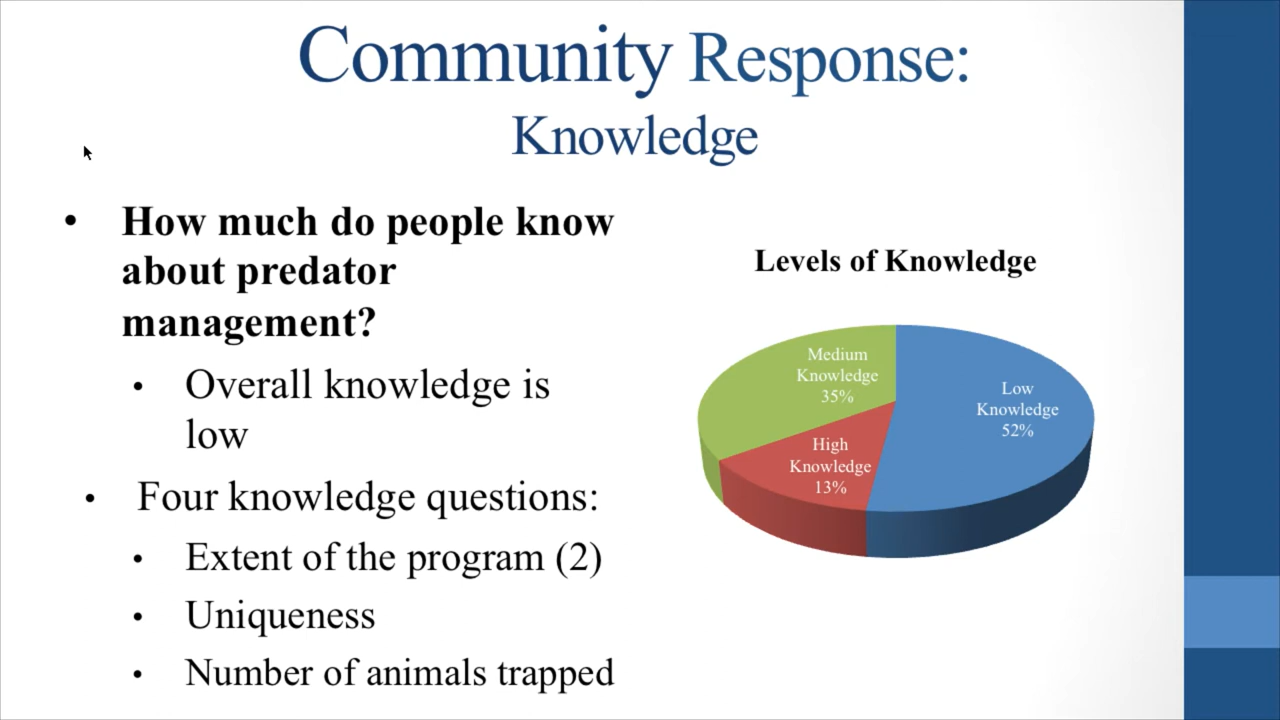 Community Response:
Knowledge
• How much do people know
about predator
management?
• Overall knowledge is
low
• Four knowledge questions:
• Extent of the program (2)
• Uniqueness
• Number of animals trapped
Levels of Knowledge
Medium
Knowledge
35%
Low
Knowledge
52%
High
Knowledge
13%